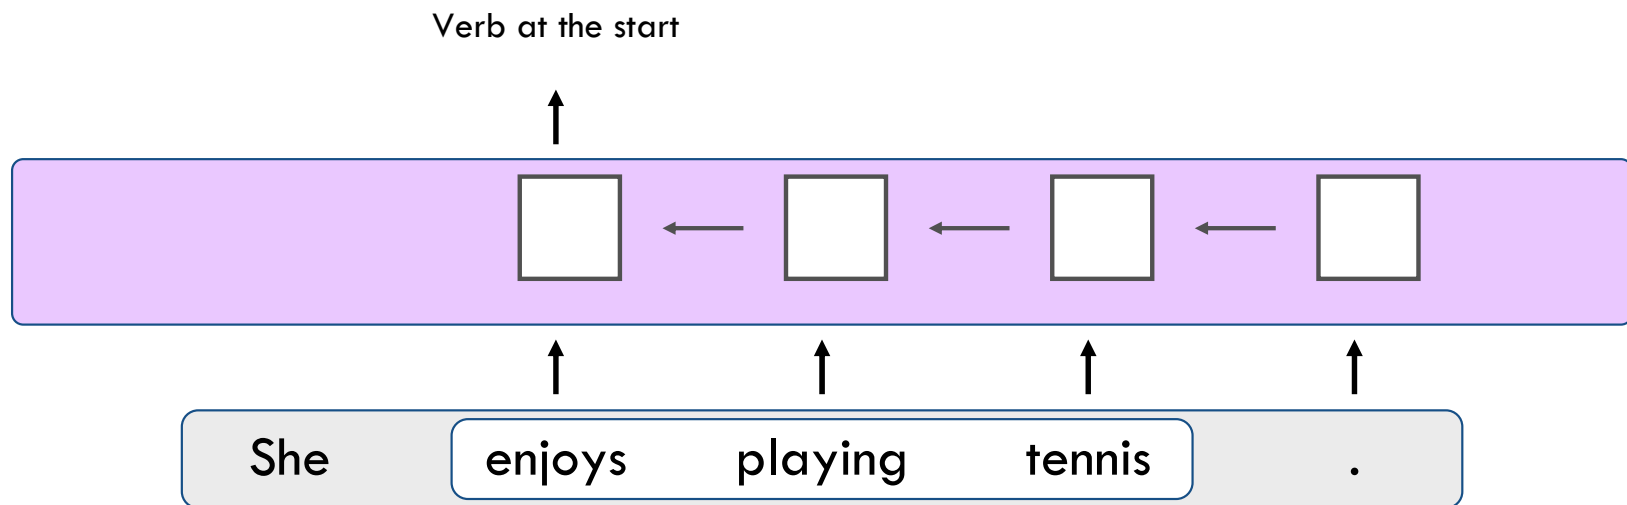 Verb at the start
She enjoys playing tennis .